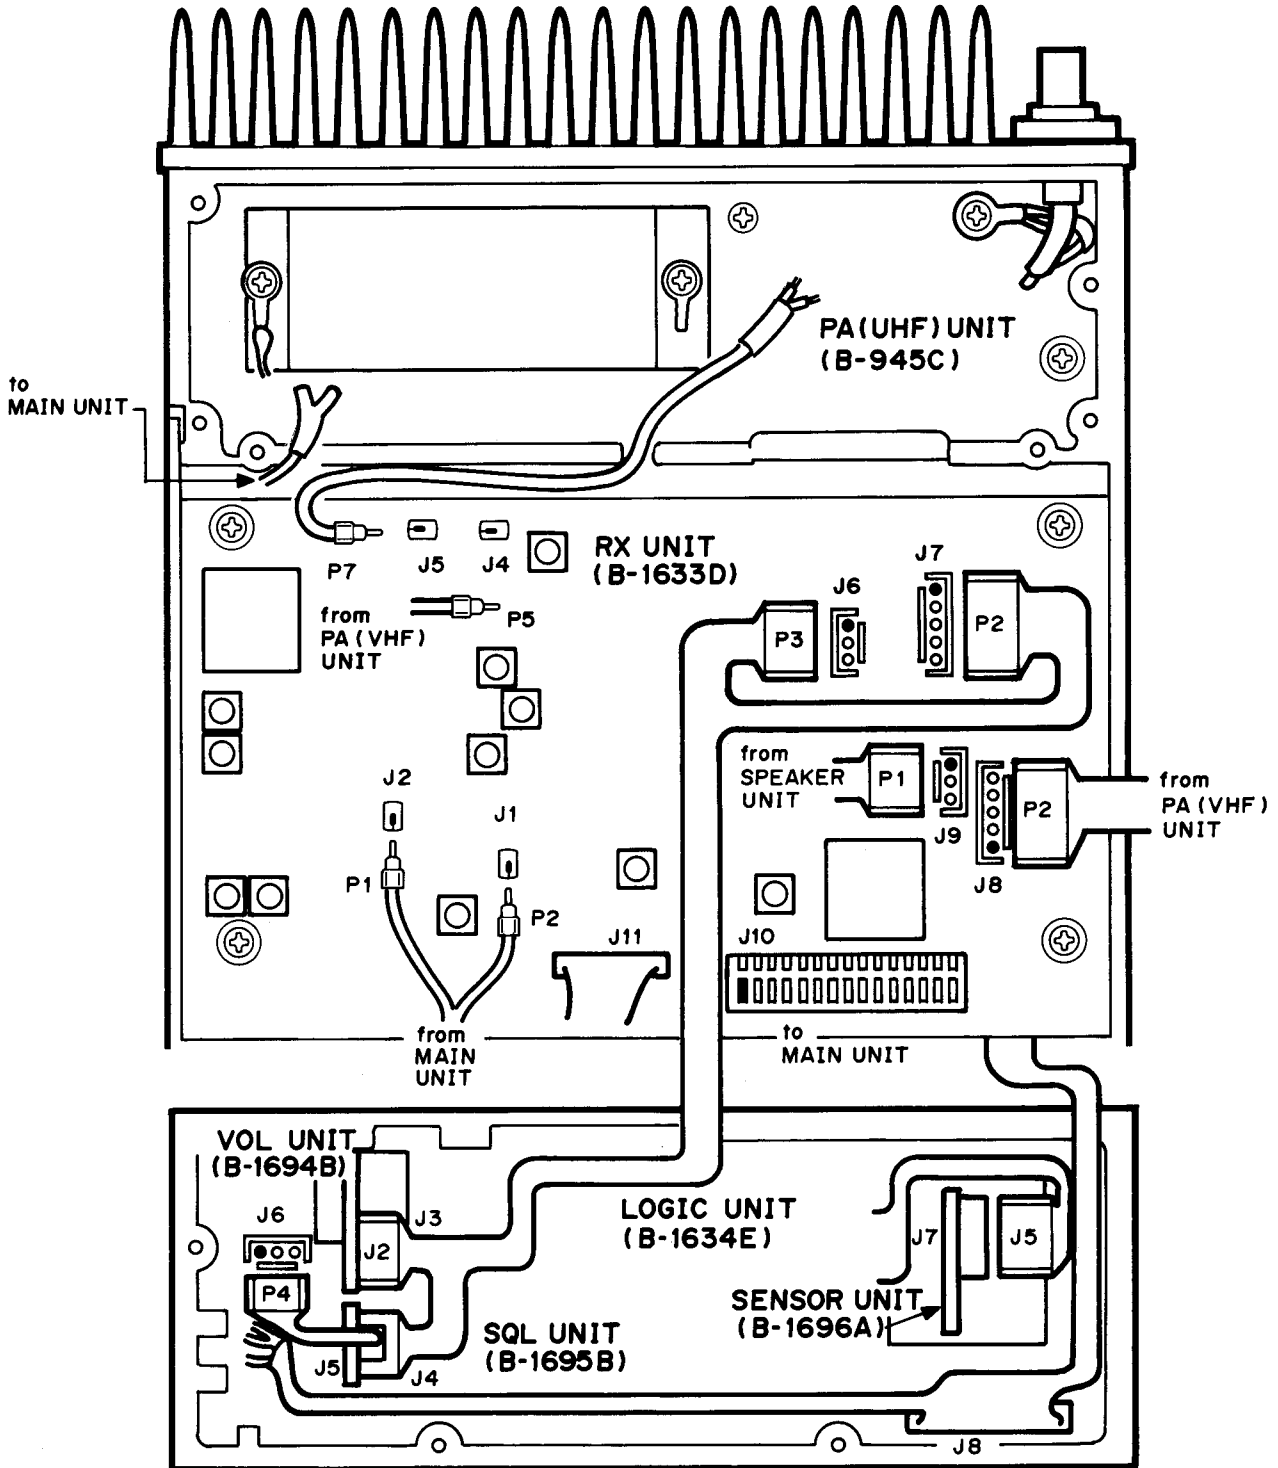 PA(UHF) UNIT
(B-945C)
to
MAIN UNIT
RX UNIT
(B-1633D)
P7
J5
J4
J7
J6
from
PA(VHF)
UNIT
P5
P3
P2
from
SPEAKER
UNIT
P1
J9
J8
P2
from
PA(VHF)
UNIT
J2
J1
P1
P2
J11
J10
from
MAIN
UNIT
to
MAIN UNIT
VOL UNIT
(B-1694B)
J6
J3
J2
LOGIC UNIT
(B-1634E)
J7
J5
P4
SENSOR UNIT
(B-1696A)
SQL UNIT
(B-1695B)
J5
J4
J8